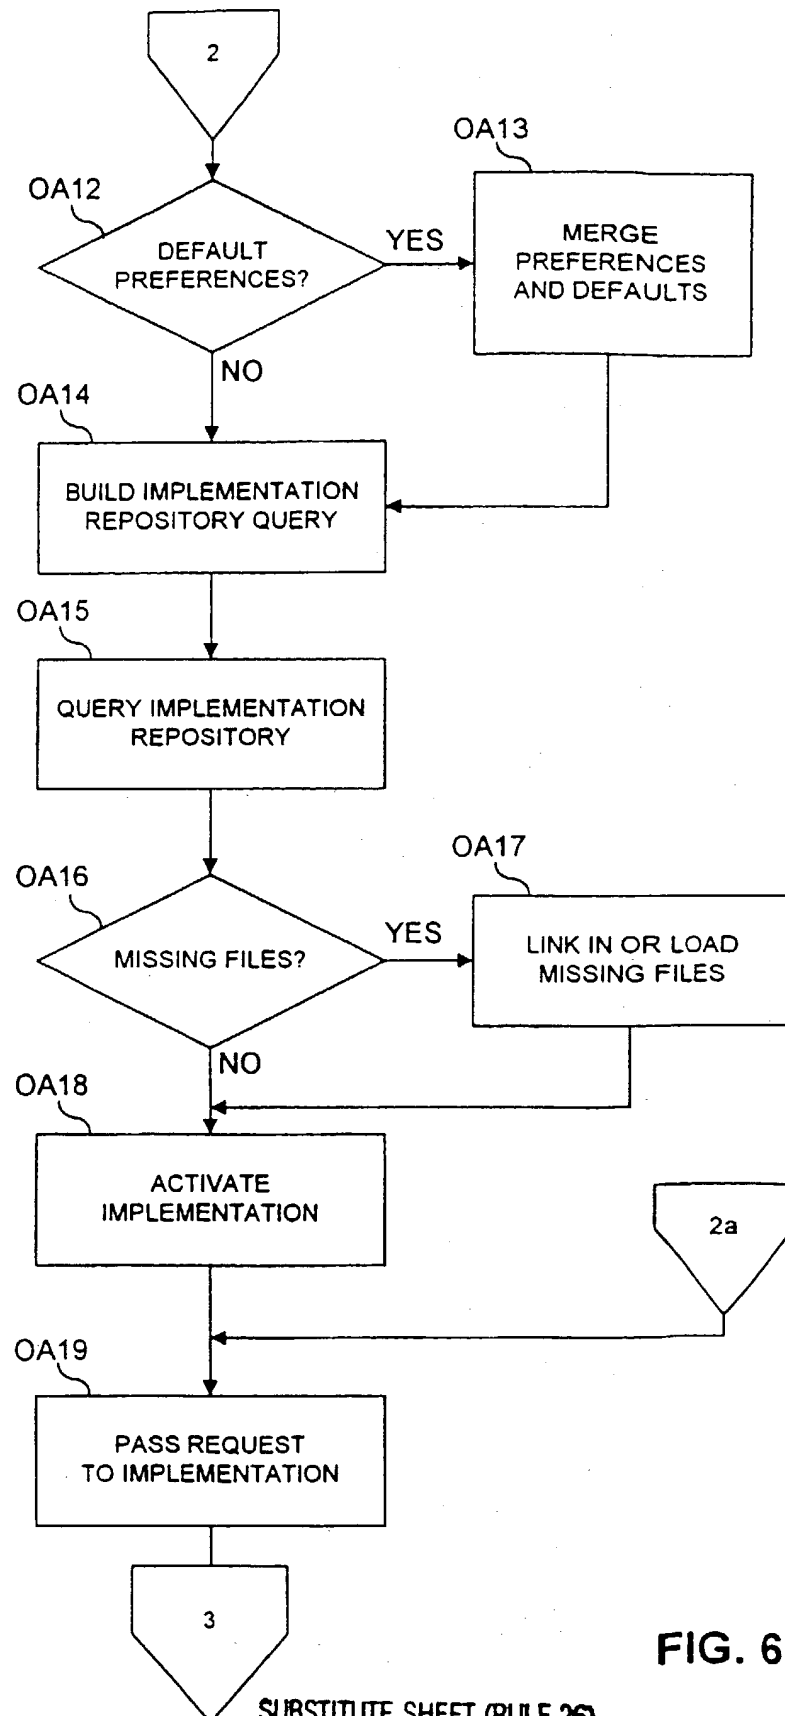 2
OA13
OA12
DEFAULT
PREFERENCES?
YES
MERGE
PREFERENCES
AND DEFAULTS
NO
OA14
BUILD IMPLEMENTATION
REPOSITORY QUERY
OA15
QUERY IMPLEMENTATION
REPOSITORY
OA17
OA16
MISSING FILES?
YES
LINK IN OR LOAD
MISSING FILES
NO
OA18
ACTIVATE
IMPLEMENTATION
2a
OA19
PASS REQUEST
TO IMPLEMENTATION
3
FIG. 6
SUBSTITUTE SHEET (RULE 26)